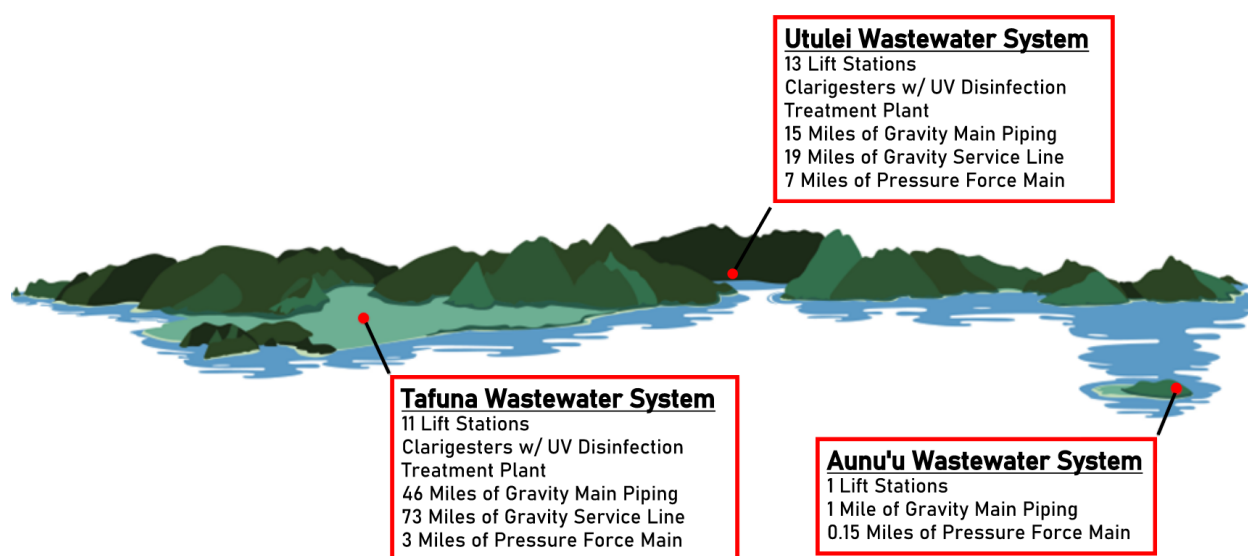 Utulei Wastewater System
13 Lift Stations
Clarigesters w/ UV Disinfection
Treatment Plant
15 Miles of Gravity Main Piping
19 Miles of Gravity Service Line
7 Miles of Pressure Force Main
Tafuna Wastewater System
11 Lift Stations
Clarigesters w/ UV Disinfection
Treatment Plant
46 Miles of Gravity Main Piping
73 Miles of Gravity Service Line
3 Miles of Pressure Force Main
Aunu'u Wastewater System
1 Lift Stations
1 Mile of Gravity Main Piping
0.15 Miles of Pressure Force Main